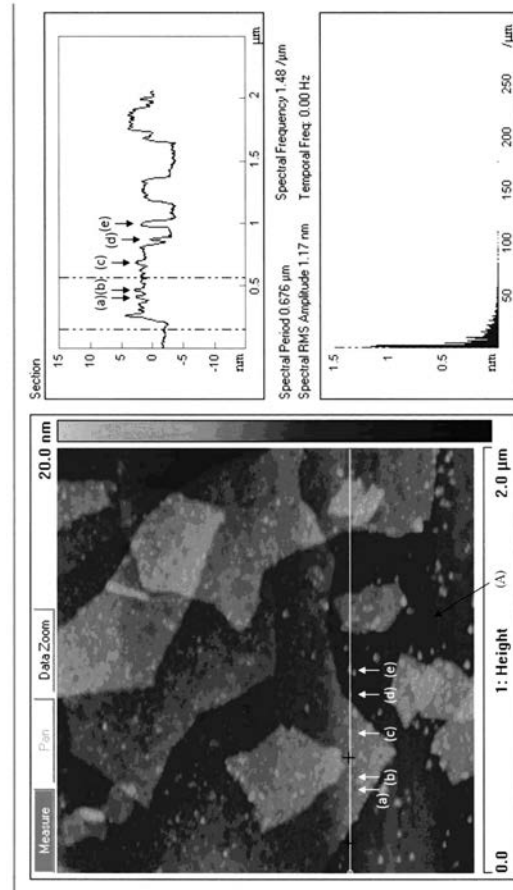 Measure
Pan
Data Zoom
20.0 nm
(a)
(b)
(c)
(d)
(e)
0.0
1: Height
2.0 µm
(A)
Section
15
10
5
0
-5
-10
nm
(a)(b)
(c)
(d)
(e)
0.5
1
1.5
2
µm
Spectral Period 0.676 µm
Spectral Frequency 1.48 /µm
Spectral RMS Amplitude 1.17 nm
Temporal Freq: 0.00 Hz
1.5
1
0.5
nm
50
100
150
200
250
/µm